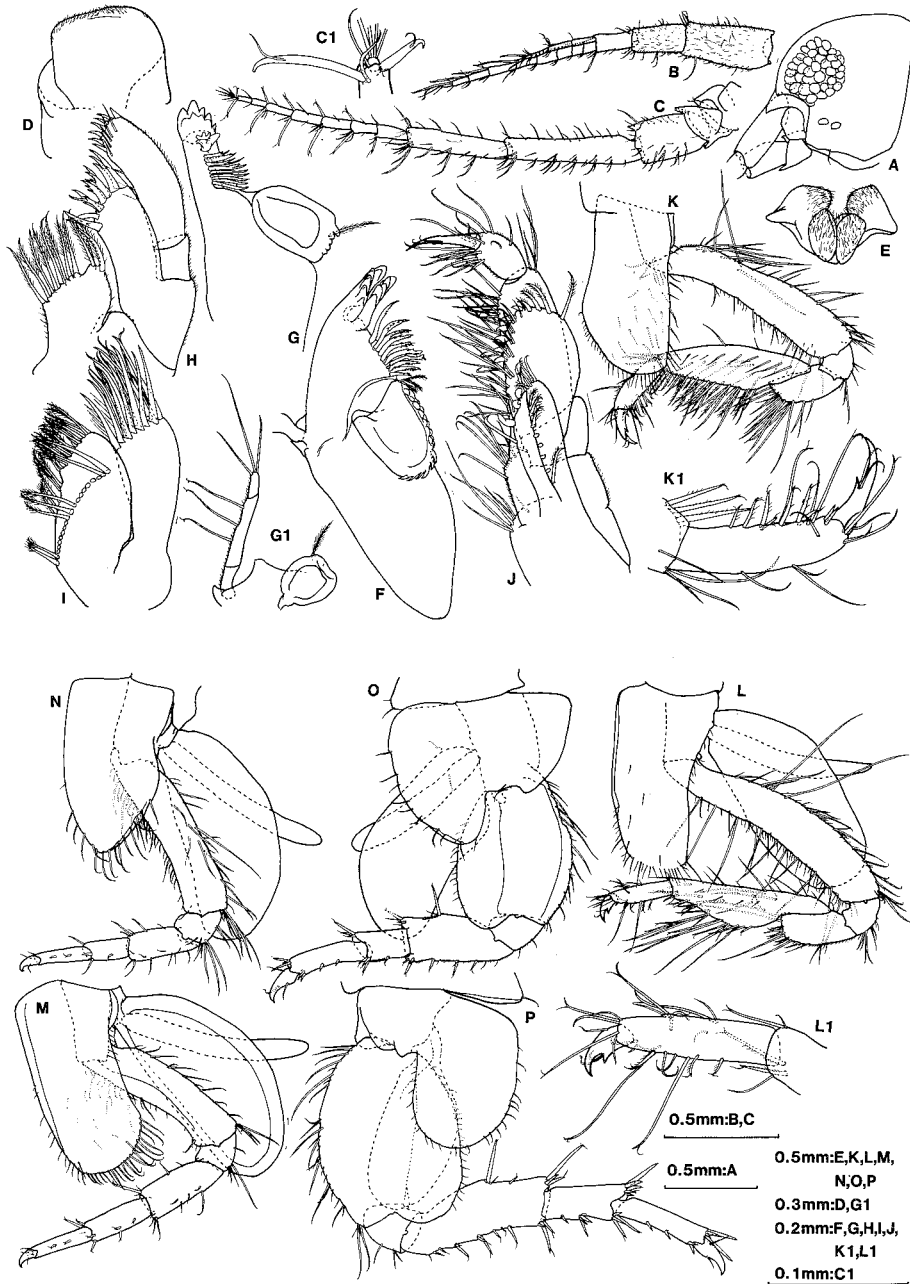 C1
B
D
C
A
K
E
H
G
K1
G1
I
F
J
N
O
L
M
P
L1
0.5mm:B,C
0.5mm:A
0.5mm:E,K,L,M,
N,O,P
0.3mm:D,G1
0.2mm:F,G,H,I,J,
K1,L1
0.1mm:C1